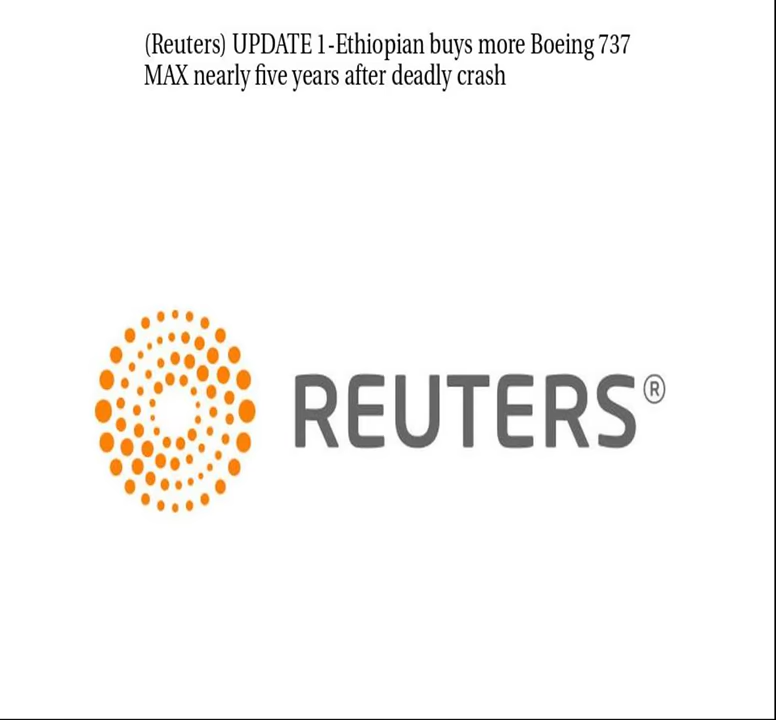 (Reuters) UPDATE 1-Ethiopian buys more Boeing 737
MAX nearly five years after deadly crash
REUTERS®